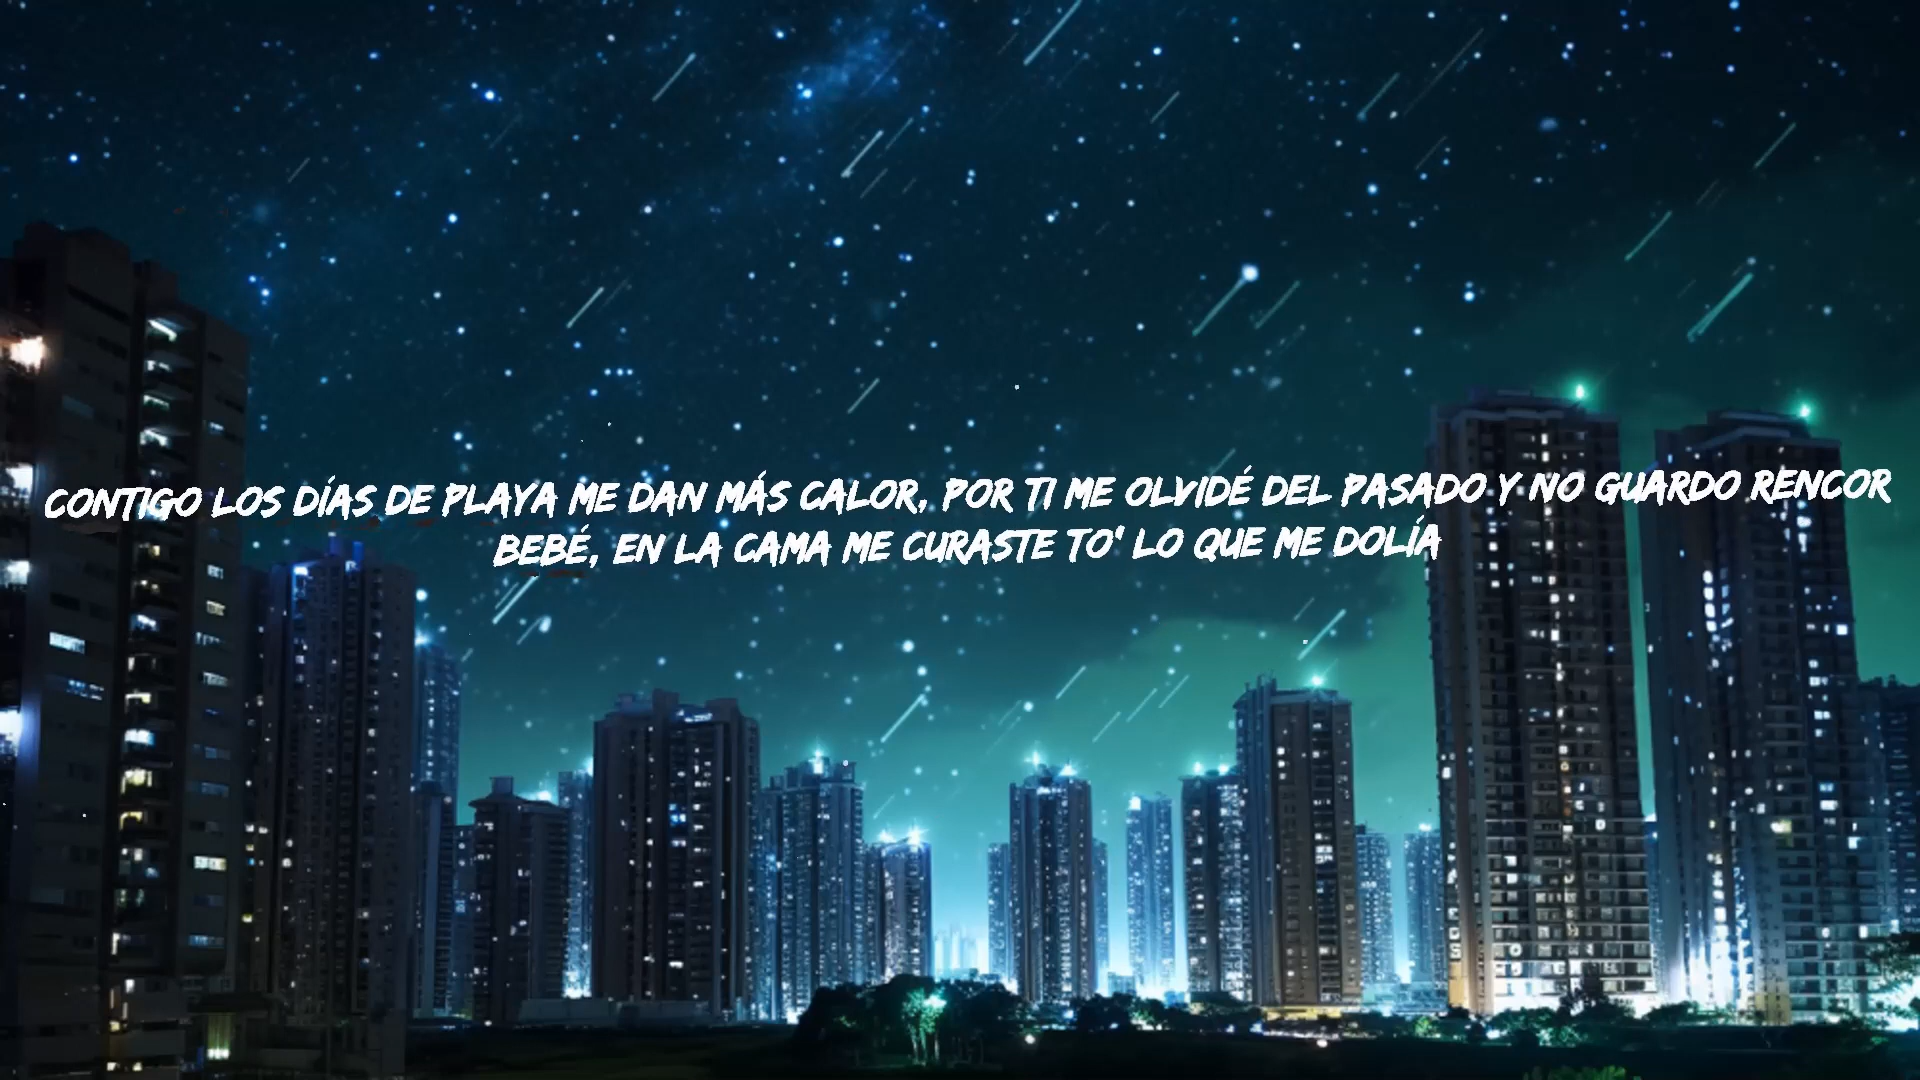 CONTIGO LOS DÍAS DE PLAYA ME DAN MÁS CALOR, POR TI ME OLVIDÉ DEL PASADO Y NO GUARDO RENCOR
BEBÉ, EN LA CAMA ME CURASTE TO' LO QUE ME DOLÍA